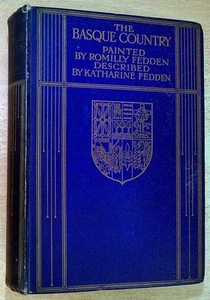 THE
BASQUE COUNTRY
PAINTED
BY ROMILLY FEDDEN
DESCRIBED
BY KATHARINE FEDDEN